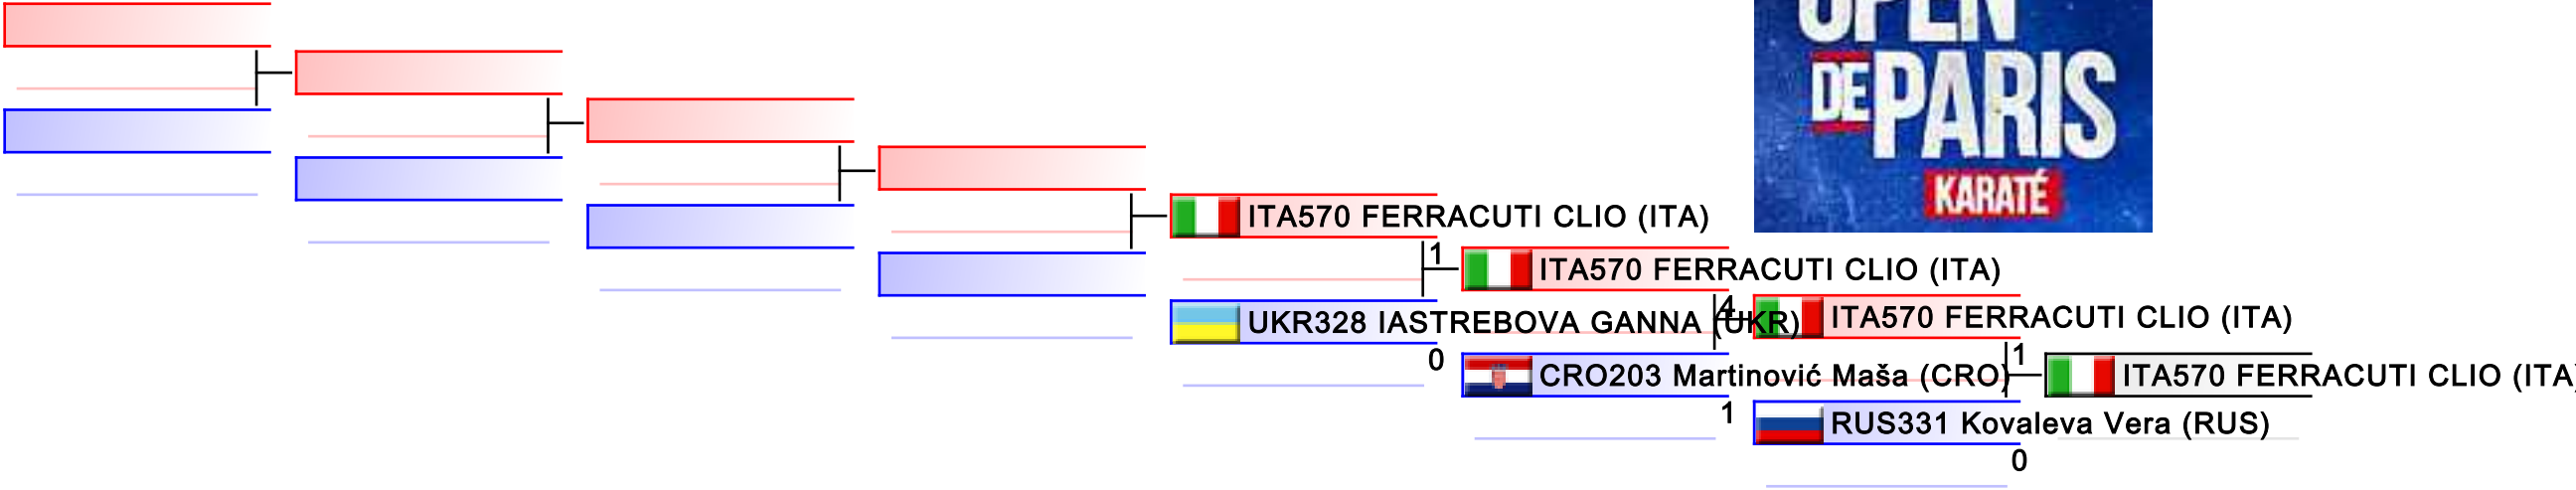 OPEN
DE PARIS
KARATÉ
ITA570 FERRACUTI CLIO (ITA)
1
ITA570 FERRACUTI CLIO (ITA)
UKR328 IASTREBOVA GANNA (UKR)
0
4
ITA570 FERRACUTI CLIO (ITA)
CRO203 Martinović Maša (CRO)
1
1
ITA570 FERRACUTI CLIO (ITA)
RUS331 Kovaleva Vera (RUS)
0